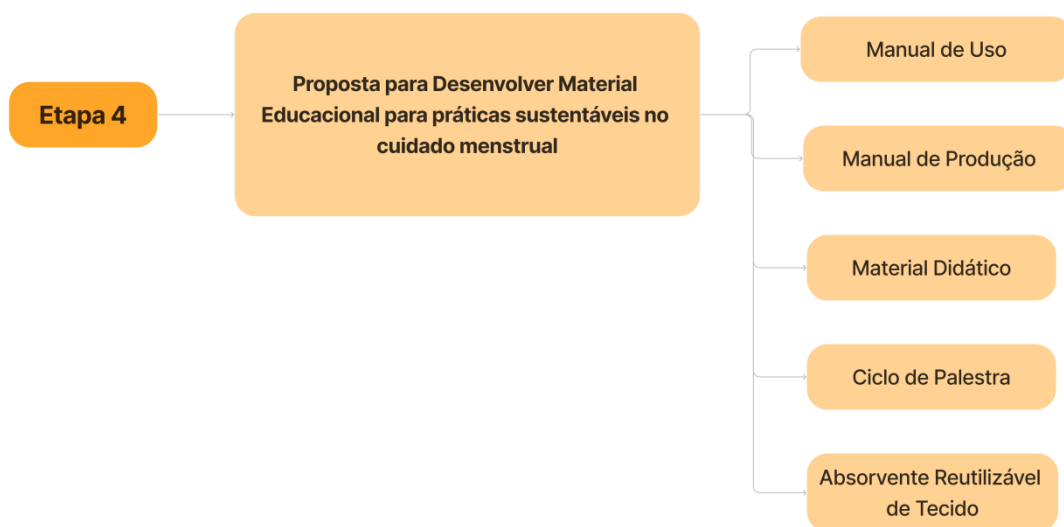 Etapa 4
Proposta para Desenvolver Material
Educacional para práticas sustentáveis no
cuidado menstrual
Manual de Uso
Manual de Produção
Material Didático
Ciclo de Palestra
Absorvente Reutilizável
de Tecido